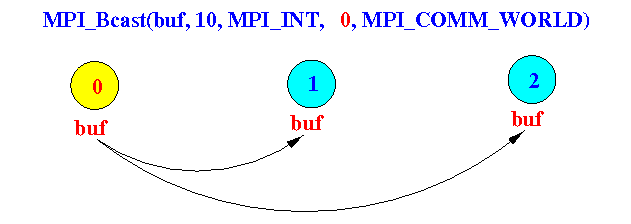 MPI_Bcast(buf, 10, MPI_INT, 0, MPI_COMM_WORLD)
0 1 2
buf buf buf